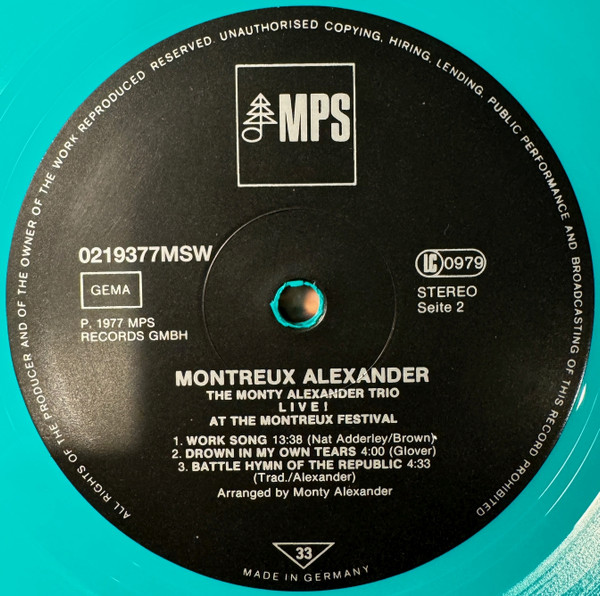 ALL RIGHTS OF THE PRODUCER AND OF THE OWNER OF THE WORK REPRODUCED RESERVED. UNAUTHORISED COPYING, HIRING, LENDING, PUBLIC PERFORMANCE AND BROADCASTING OF THIS RECORD PROHIBITED
MPS
0219377MSW
GEMA
P. 1977 MPS
RECORDS GMBH
LC 0979
STEREO
Seite 2
MONTREUX ALEXANDER
THE MONTY ALEXANDER TRIO
LIVE!
AT THE MONTREUX FESTIVAL
1. WORK SONG 13:38 (Nat Adderley/Brown)
2. DROWN IN MY OWN TEARS 4:00 (Glover)
3. BATTLE HYMN OF THE REPUBLIC 4:33
(Trad./Alexander)
Arranged by Monty Alexander
33
MADE IN GERMANY